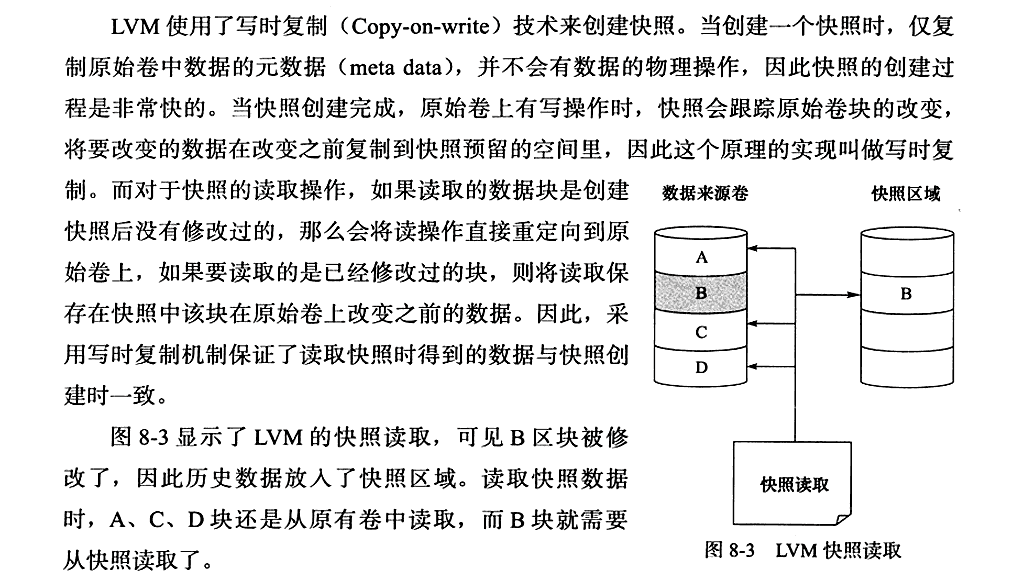 LVM 使用了写时复制（Copy-on-write）技术来创建快照。当创建一个快照时，仅复
制原始卷中数据的元数据（meta data），并不会有数据的物理操作，因此快照的创建过
程是非常快的。当快照创建完成，原始卷上有写操作时，快照会跟踪原始卷块的改变，
将要改变的数据在改变之前复制到快照预留的空间里，因此这个原理的实现叫做写时复
制。而对于快照的读取操作，如果读取的数据块是创建
快照后没有修改过的，那么会将读操作直接重定向到原
始卷上，如果要读取的是已经修改过的块，则将读取保
存在快照中该块在原始卷上改变之前的数据。因此，采
用写时复制机制保证了读取快照时得到的数据与快照创
建时一致。
图 8-3 显示了 LVM 的快照读取，可见 B 区块被修
改了，因此历史数据放入了快照区域。读取快照数据
时，A、C、D 块还是从原有卷中读取，而 B 块就需要
从快照读取了。
数据来源卷
快照区域
A
B
B
C
D
快照读取
图 8-3 LVM 快照读取